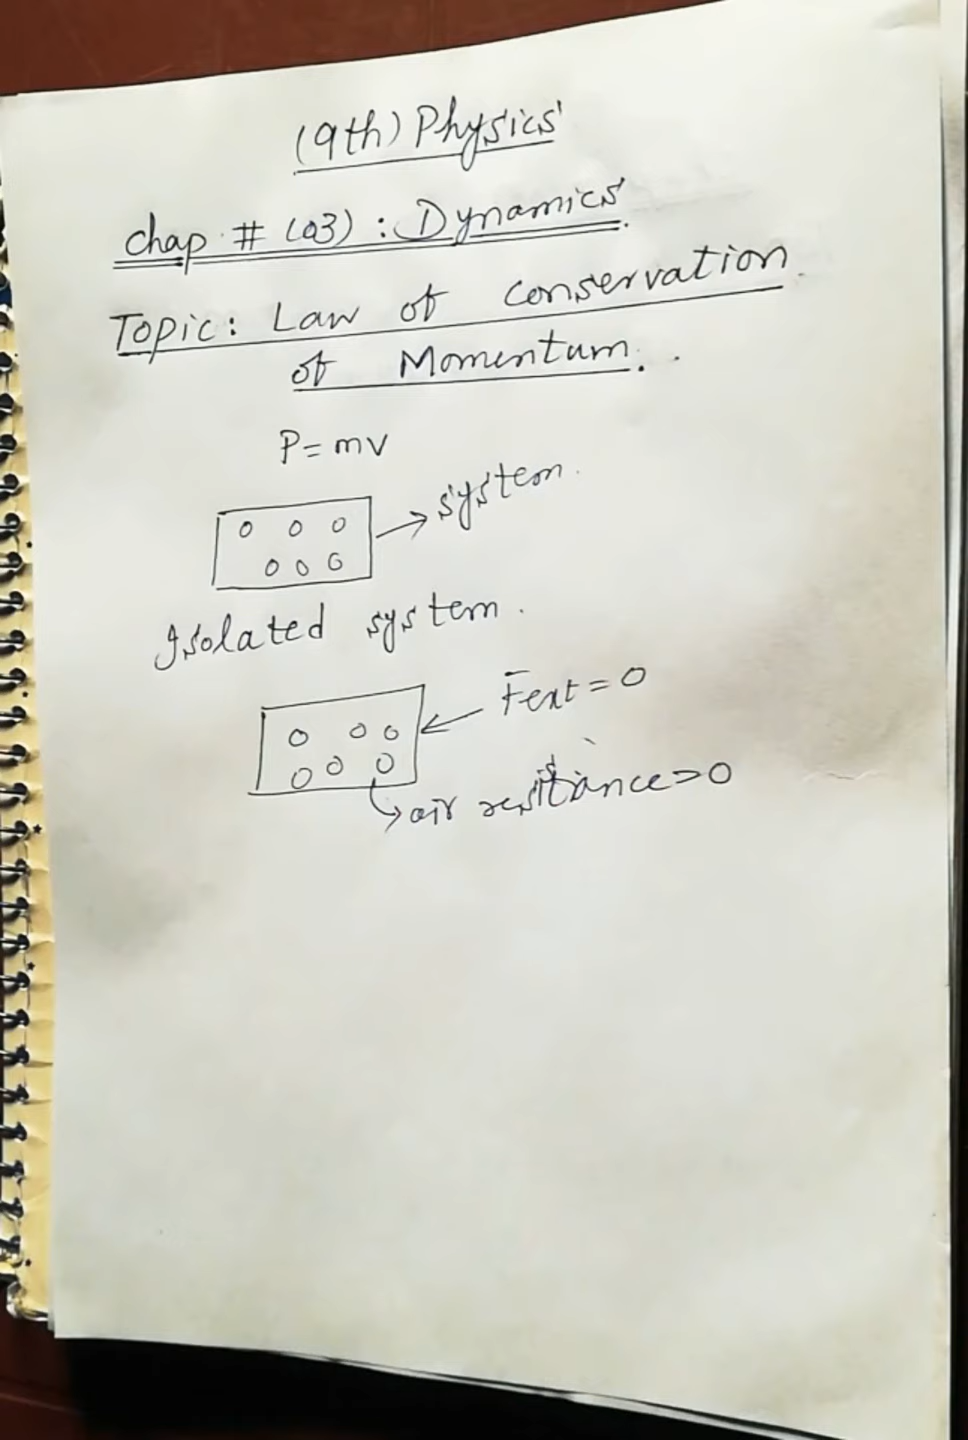 (9th) Physics
Chap # (03) : Dynamics.
Topic: Law of Conservation
of Momentum.
P = mv
system.
Isolated system.
Fext = 0
air resistance = 0